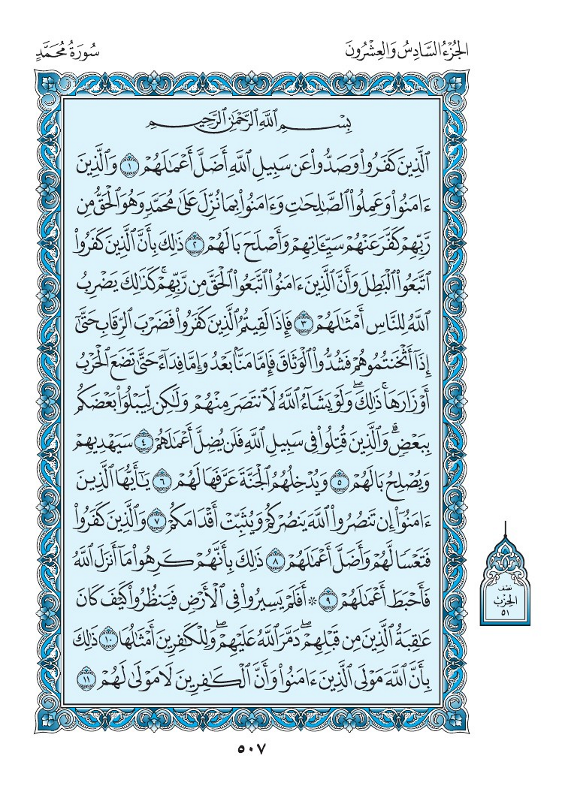 الجُزْءُ السَّادِسُ وَالعِشْرُونَ
سُورَةُ مُحَمَّدٍ
بِسْمِ ٱللَّهِ ٱلرَّحْمَٰنِ ٱلرَّحِيمِ
ٱلَّذِينَ كَفَرُوا۟ وَصَدُّوا۟ عَن سَبِيلِ ٱللَّهِ أَضَلَّ أَعْمَٰلَهُمْ ١ وَٱلَّذِينَ
ءَامَنُوا۟ وَعَمِلُوا۟ ٱلصَّٰلِحَٰتِ وَءَامَنُوا۟ بِمَا نُزِّلَ عَلَىٰ مُحَمَّدٍ وَهُوَ ٱلْحَقُّ مِن
رَّبِّهِمْ كَفَّرَ عَنْهُمْ سَيِّـَٔاتِهِمْ وَأَصْلَحَ بَالَهُمْ ٢ ذَٰلِكَ بِأَنَّ ٱلَّذِينَ كَفَرُوا۟
ٱتَّبَعُوا۟ ٱلْبَٰطِلَ وَأَنَّ ٱلَّذِينَ ءَامَنُوا۟ ٱتَّبَعُوا۟ ٱلْحَقَّ مِن رَّبِّهِمْ ۚ كَذَٰلِكَ يَضْرِبُ
ٱللَّهُ لِلنَّاسِ أَمْثَٰلَهُمْ ٣ فَإِذَا لَقِيتُمُ ٱلَّذِينَ كَفَرُوا۟ فَضَرْبَ ٱلرِّقَابِ حَتَّىٰٓ
إِذَآ أَثْخَنتُمُوهُمْ فَشُدُّوا۟ ٱلْوَثَاقَ فَإِمَّا مَنًّۢا بَعْدُ وَإِمَّا فِدَآءً حَتَّىٰ تَضَعَ ٱلْحَرْبُ
أَوْزَارَهَا ۚ ذَٰلِكَ ۖ وَلَوْ يَشَآءُ ٱللَّهُ لَٱنتَصَرَ مِنْهُمْ وَلَٰكِن لِّيَبْلُوَا۟ بَعْضَكُم
بِبَعْضٍ ۗ وَٱلَّذِينَ قُتِلُوا۟ فِى سَبِيلِ ٱللَّهِ فَلَن يُضِلَّ أَعْمَٰلَهُمْ ٤ سَيَهْدِيهِمْ
وَيُصْلِحُ بَالَهُمْ ٥ وَيُدْخِلُهُمُ ٱلْجَنَّةَ عَرَّفَهَا لَهُمْ ٦ يَٰٓأَيُّهَا ٱلَّذِينَ
ءَامَنُوٓا۟ إِن تَنصُرُوا۟ ٱللَّهَ يَنصُرْكُمْ وَيُثَبِّتْ أَقْدَامَكُمْ ٧ وَٱلَّذِينَ كَفَرُوا۟
فَتَعْسًا لَّهُمْ وَأَضَلَّ أَعْمَٰلَهُمْ ٨ ذَٰلِكَ بِأَنَّهُمْ كَرِهُوا۟ مَآ أَنزَلَ ٱللَّهُ
فَأَحْبَطَ أَعْمَٰلَهُمْ ٩ ۞ أَفَلَمْ يَسِيرُوا۟ فِى ٱلْأَرْضِ فَيَنظُرُوا۟ كَيْفَ كَانَ
عَٰقِبَةُ ٱلَّذِينَ مِن قَبْلِهِمْ ۚ دَمَّرَ ٱللَّهُ عَلَيْهِمْ ۖ وَلِلْكَٰفِرِينَ أَمْثَٰلُهَا ١٠ ذَٰلِكَ
بِأَنَّ ٱللَّهَ مَوْلَى ٱلَّذِينَ ءَامَنُوا۟ وَأَنَّ ٱلْكَٰفِرِينَ لَا مَوْلَىٰ لَهُمْ ١١
نصف
الحزب
٥١
٥٠٧